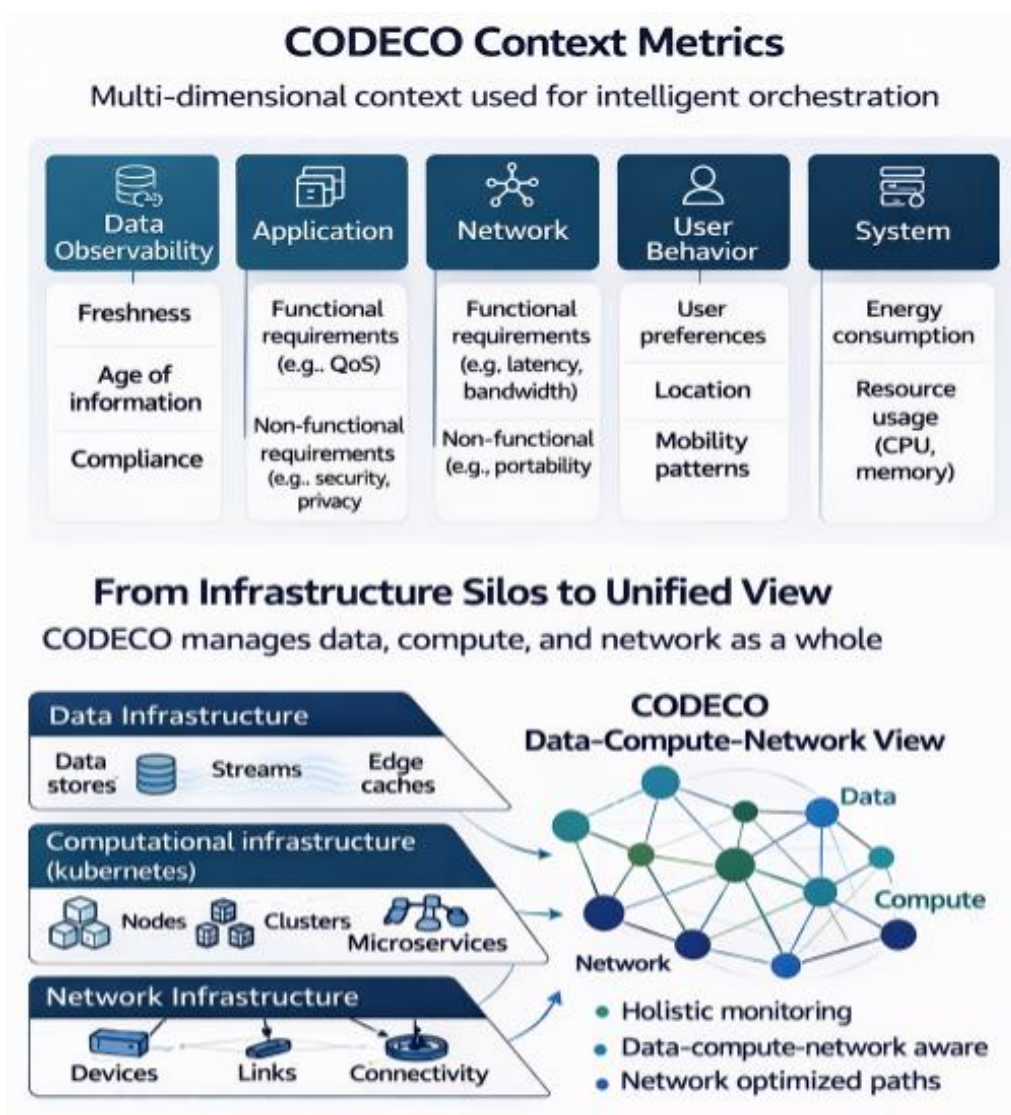 CODECO Context Metrics
Multi-dimensional context used for intelligent orchestration
Data
Observability
Freshness
Age of
information
Compliance
Application
Functional
requirements
(e.g.. QoS)
Non-functional
requirements
(e.g.. security,
privacy
Network
Functional
requirements
(e.g, latency,
bandwidth)
Non-functional
(e.g., portability
User
Behavior
User
preferences
Location
Mobility
patterns
System
Energy
consumption
Resource
usage
(CPU,
memory)
From Infrastructure Silos to Unified View
CODECO manages data, compute, and network as a whole
Data Infrastructure
Data
stores
Streams
Edge
caches
Computational infrastructure
(kubernetes)
Nodes
Clusters
Microservices
Network Infrastructure
Devices
Links
Connectivity
CODECO
Data-Compute-Network View
Data
Compute
Network
• Holistic monitoring
• Data-compute-network aware
• Network optimized paths